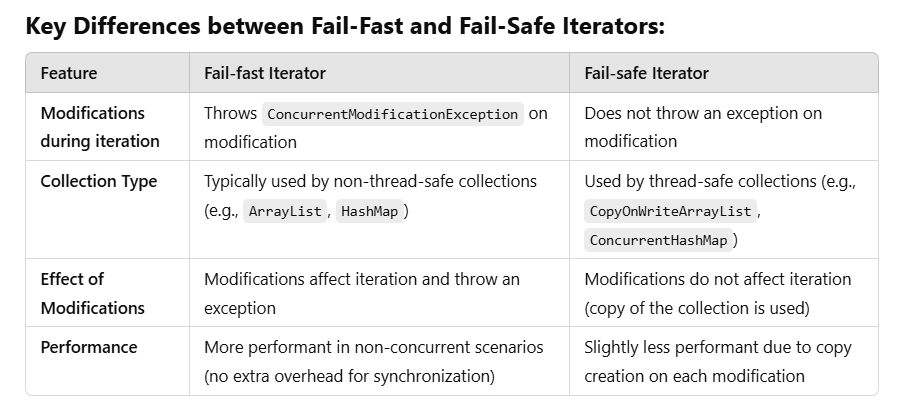 Key Differences between Fail-Fast and Fail-Safe Iterators:
Feature
Fail-fast Iterator
Fail-safe Iterator
Modifications
during iteration
Throws ConcurrentModificationException on
modification
Does not throw an exception on
modification
Collection Type
Typically used by non-thread-safe collections
(e.g., ArrayList, HashMap)
Used by thread-safe collections (e.g.,
CopyOnWriteArrayList,
ConcurrentHashMap)
Effect of
Modifications
Modifications affect iteration and throw an
exception
Modifications do not affect iteration
(copy of the collection is used)
Performance
More performant in non-concurrent scenarios
(no extra overhead for synchronization)
Slightly less performant due to copy
creation on each modification